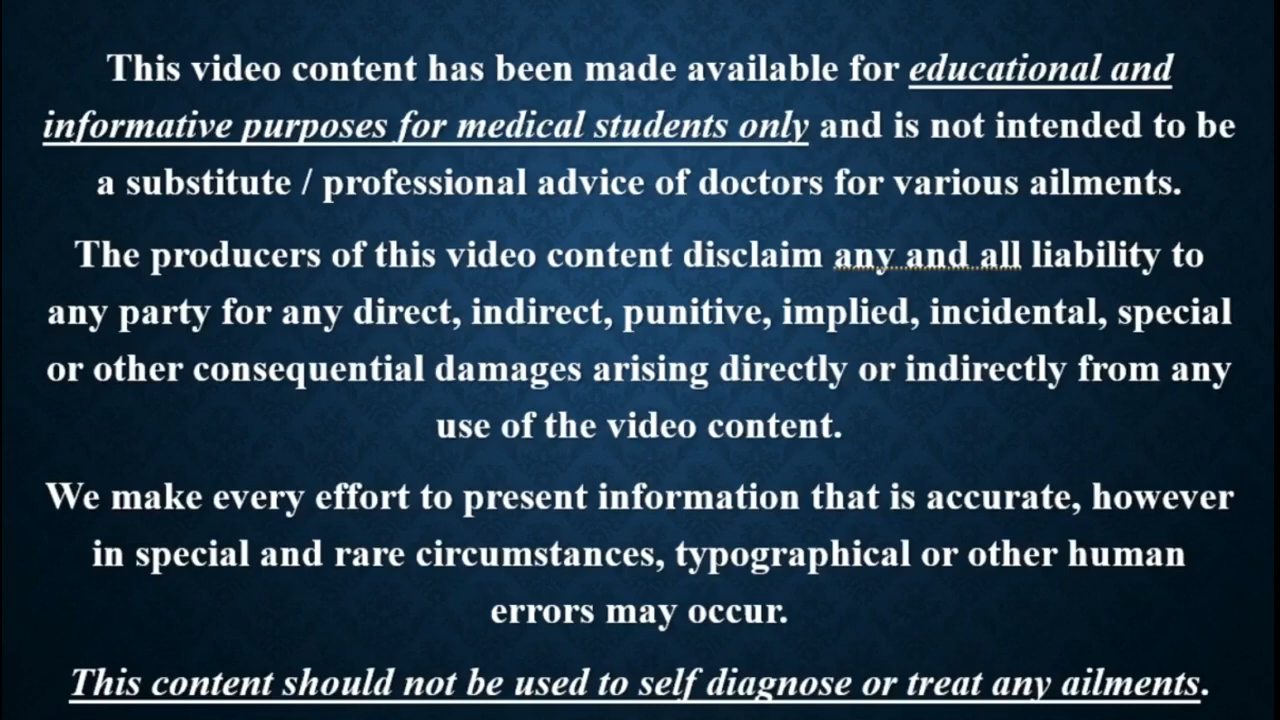 This video content has been made available for educational and
informative purposes for medical students only and is not intended to be
a substitute / professional advice of doctors for various ailments.
The producers of this video content disclaim any and all liability to
any party for any direct, indirect, punitive, implied, incidental, special
or other consequential damages arising directly or indirectly from any
use of the video content.
We make every effort to present information that is accurate, however
in special and rare circumstances, typographical or other human
errors may occur.
This content should not be used to self diagnose or treat any ailments.